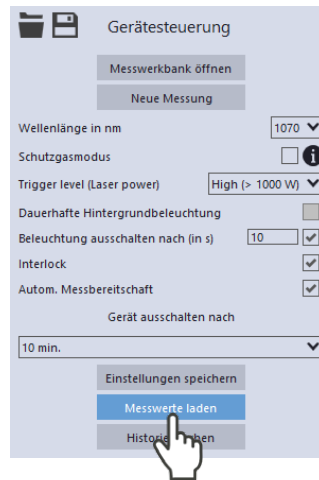 Gerätesteuerung
Messwerkbank öffnen
Neue Messung
Wellenlänge in nm 1070
Schutzgasmodus
Trigger level (Laser power) High (> 1000 W)
Dauerhafte Hintergrundbeleuchtung
Beleuchtung ausschalten nach (in s) 10
Interlock
Autom. Messbereitschaft
Gerät ausschalten nach
10 min.
Einstellungen speichern
Messwerte laden